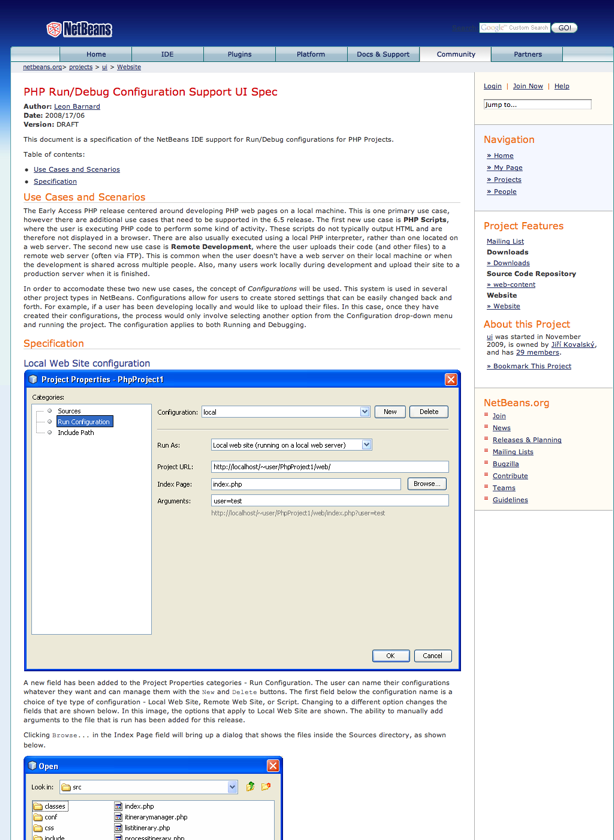 NetBeans
Google™ Custom Search
GO!
Home
IDE
Plugins
Platform
Docs & Support
Community
Partners
netbeans.org> projects > ui > Website
PHP Run/Debug Configuration Support UI Spec
Author: Leon Barnard
Date: 2008/17/06
Version: DRAFT
This document is a specification of the NetBeans IDE support for Run/Debug configurations for PHP Projects.
Table of contents:
Use Cases and Scenarios
Specification
Use Cases and Scenarios
The Early Access PHP release centered around developing PHP web pages on a local machine. This is one primary use case,
however there are additional use cases that need to be supported in the 6.5 release. The first new use case is PHP Scripts,
where the user is executing PHP code to perform some kind of activity. These scripts do not typically output HTML and are
therefore not displayed in a browser. There are also usually executed using a local PHP interpreter, rather than one located on
a web server. The second new use case is Remote Development, where the user uploads their code (and other files) to a
remote web server (often via FTP). This is common when the user doesn't have a web server on their local machine or when
the development is shared across multiple people. Also, many users work locally during development and upload their site to a
production server when it is finished.
In order to accomodate these two new use cases, the concept of Configurations will be used. This system is used in several
other project types in NetBeans. Configurations allow for users to create stored settings that can be easily changed back and
forth. For example, if a user has been developing locally and would like to upload their files. In this case, once they have
created their configurations, the process would only involve selecting another option from the Configuration drop-down menu
and running the project. The configuration applies to both Running and Debugging.
Specification
Local Web Site configuration
Project Properties - PhpProject1
Categories:
Sources
Run Configuration
Include Path
Configuration: local
New
Delete
Run As: Local web site (running on a local web server)
Project URL: http://localhost/~user/PhpProject1/web/
Index Page: index.php
Browse...
Arguments: user=test
http://localhost/~user/PhpProject1/web/index.php?user=test
OK
Cancel
A new field has been added to the Project Properties categories - Run Configuration. The user can name their configurations
whatever they want and can manage them with the New and Delete buttons. The first field below the configuration name is a
choice of tye type of configuration - Local Web Site, Remote Web Site, or Script. Changing to a different option changes the
fields that are shown below. In this image, the options that apply to Local Web Site are shown. The ability to manually add
arguments to the file that is run has been added for this release.
Clicking Browse... in the Index Page field will bring up a dialog that shows the files inside the Sources directory, as shown
below.
Open
Look in: src
classes
conf
css
include
index.php
itinerarymanager.php
listitinerary.php
processitinerary.php
Login | Join Now | Help
Jump to...
Navigation
» Home
» My Page
» Projects
» People
Project Features
Mailing List
Downloads
» Downloads
Source Code Repository
» web-content
Website
» Website
About this Project
ui was started in November
2009, is owned by Jiří Kovalský,
and has 29 members.
» Bookmark This Project
NetBeans.org
Join
News
Releases & Planning
Mailing Lists
Bugzilla
Contribute
Teams
Guidelines